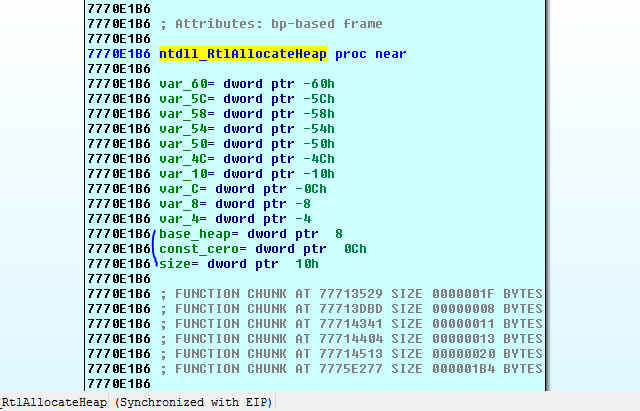 7770E1B6
7770E1B6 ; Attributes: bp-based frame
7770E1B6
7770E1B6 ntdll_RtlAllocateHeap proc near
7770E1B6
7770E1B6 var_60= dword ptr -60h
7770E1B6 var_5C= dword ptr -5Ch
7770E1B6 var_58= dword ptr -58h
7770E1B6 var_54= dword ptr -54h
7770E1B6 var_50= dword ptr -50h
7770E1B6 var_4C= dword ptr -4Ch
7770E1B6 var_10= dword ptr -10h
7770E1B6 var_C= dword ptr -0Ch
7770E1B6 var_8= dword ptr -8
7770E1B6 var_4= dword ptr -4
7770E1B6 base_heap= dword ptr  8
7770E1B6 const_cero= dword ptr  0Ch
7770E1B6 size= dword ptr  10h
7770E1B6
7770E1B6 ; FUNCTION CHUNK AT 77713529 SIZE 0000001F BYTES
7770E1B6 ; FUNCTION CHUNK AT 77713DBD SIZE 00000008 BYTES
7770E1B6 ; FUNCTION CHUNK AT 77714341 SIZE 00000011 BYTES
7770E1B6 ; FUNCTION CHUNK AT 77714404 SIZE 00000013 BYTES
7770E1B6 ; FUNCTION CHUNK AT 77714513 SIZE 00000020 BYTES
7770E1B6 ; FUNCTION CHUNK AT 7775E277 SIZE 000001B4 BYTES
7770E1B6
_RtlAllocateHeap (Synchronized with EIP)